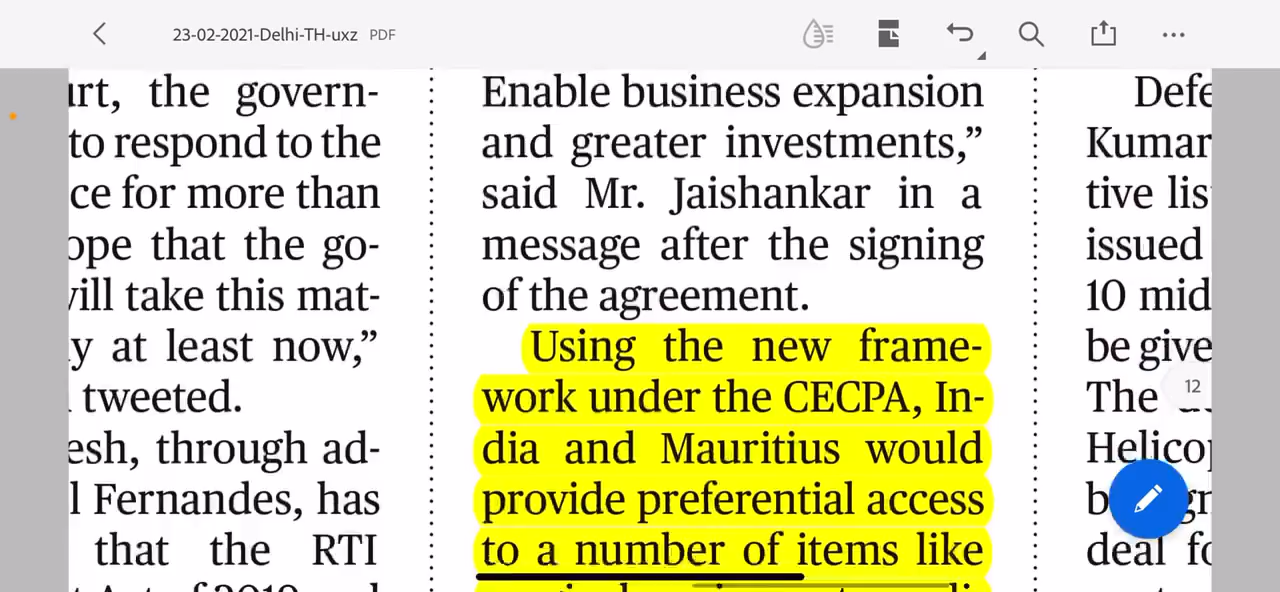 23-02-2021-Delhi-TH-uxz PDF
urt, the govern-
to respond to the
ce for more than
ope that the go-
will take this mat-
y at least now,”
tweeted.
esh, through ad-
l Fernandes, has
that the RTI
Enable business expansion
and greater investments,”
said Mr. Jaishankar in a
message after the signing
of the agreement.
Using the new frame-
work under the CECPA, In-
dia and Mauritius would
provide preferential access
to a number of items like
Defe
Kumar
tive lis
issued
10 mid
be give
The
Helicop
deal fo
12